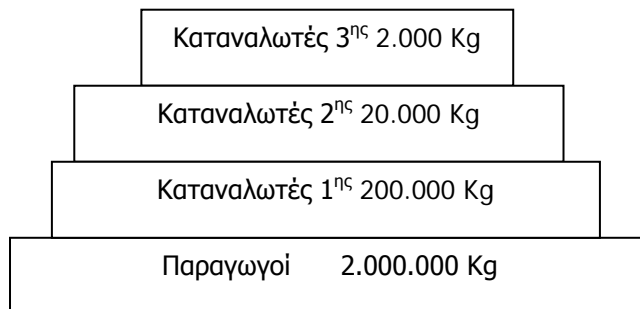 Καταναλωτές 3ης 2.000 Kg
Καταναλωτές 2ης 20.000 Kg
Καταναλωτές 1ης 200.000 Kg
Παραγωγοί 2.000.000 Kg